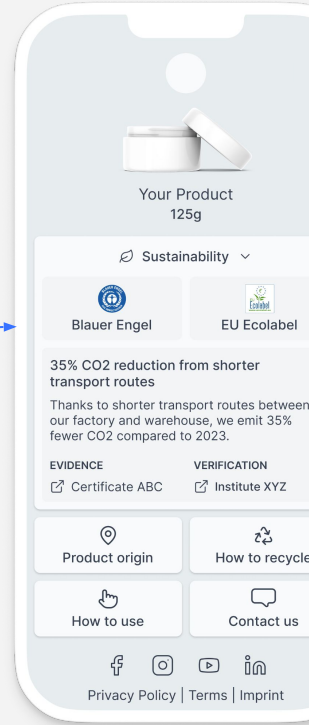 Your Product
125g
Sustainability
Blauer Engel
EU Ecolabel
Ecolabel
35% CO2 reduction from shorter
transport routes
Thanks to shorter transport routes between
our factory and warehouse, we emit 35%
fewer CO2 compared to 2023.
EVIDENCE
VERIFICATION
Certificate ABC
Institute XYZ
Product origin
How to recycle
How to use
Contact us
Privacy Policy | Terms | Imprint